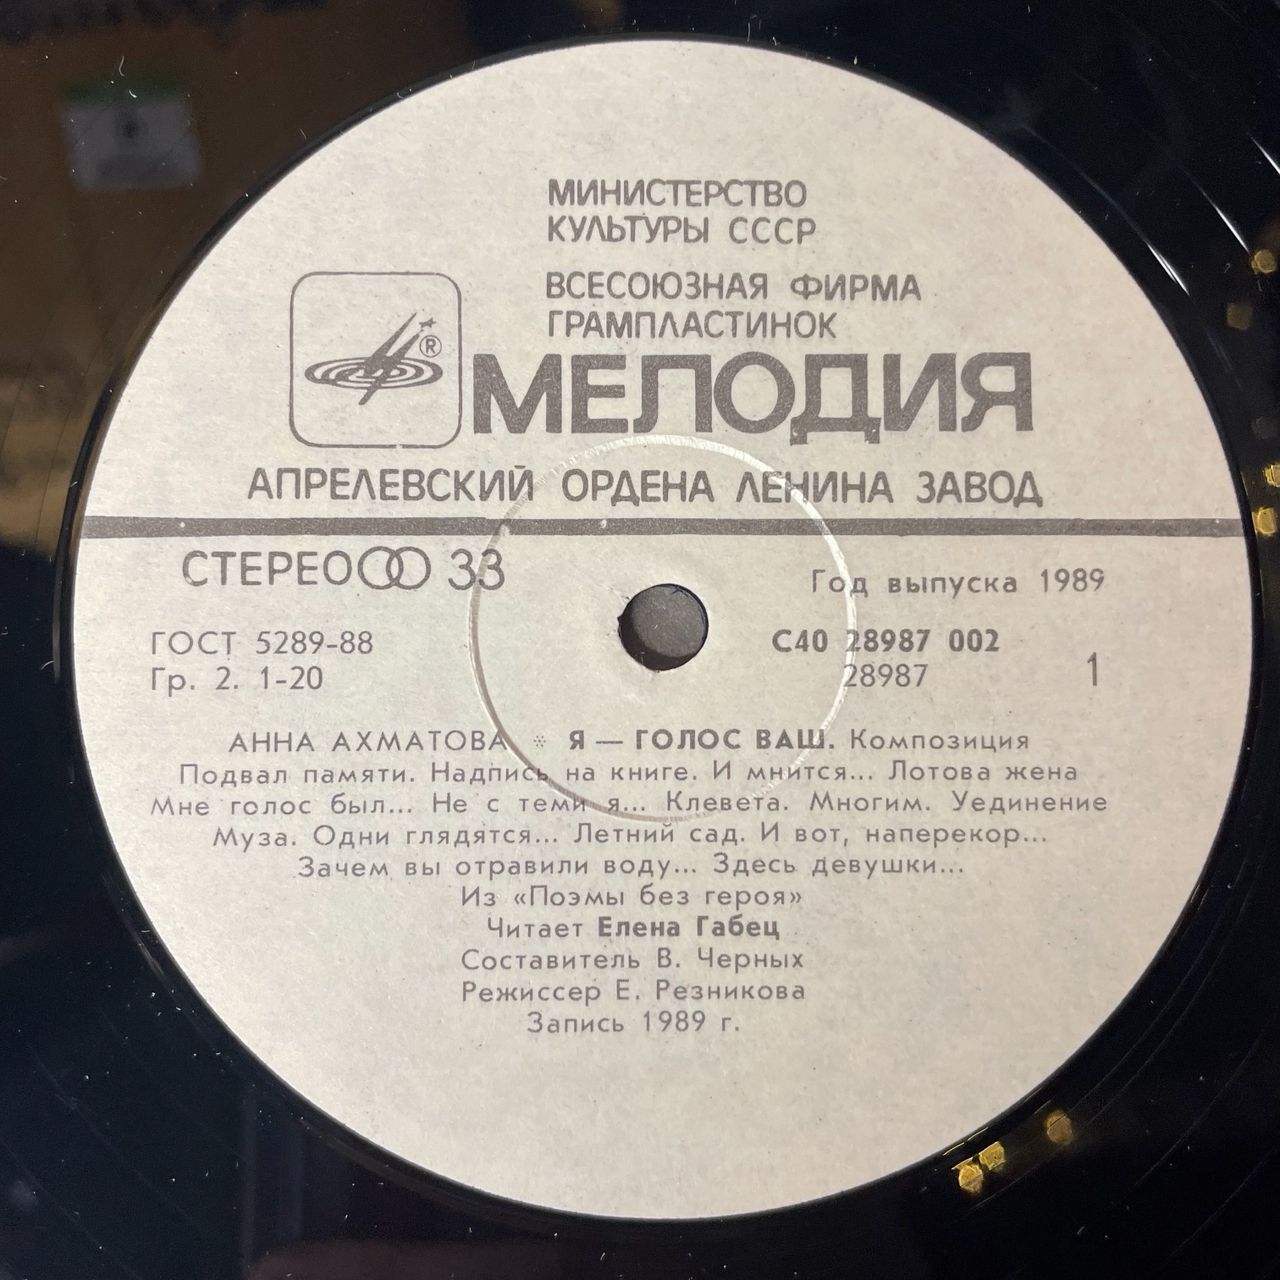 МИНИСТЕРСТВО
КУЛЬТУРЫ СССР
ВСЕСОЮЗНАЯ ФИРМА
ГРАМПЛАСТИНОК
®
МЕЛОДИЯ
АПРЕЛЕВСКИЙ ОРДЕНА ЛЕНИНА ЗАВОД
СТЕРЕО 33
Год выпуска 1989
ГОСТ 5289-88
С40 28987 002
Гр. 2. 1-20
28987
1
АННА АХМАТОВА * Я — ГОЛОС ВАШ. Композиция
Подвал памяти. Надпись на книге. И мнится... Лотова жена
Мне голос был... Не с теми я... Клевета. Многим. Уединение
Муза. Одни глядятся... Летний сад. И вот, наперекор...
Зачем вы отравили воду... Здесь девушки...
Из «Поэмы без героя»
Читает Елена Габец
Составитель В. Черных
Режиссер Е. Резникова
Запись 1989 г.